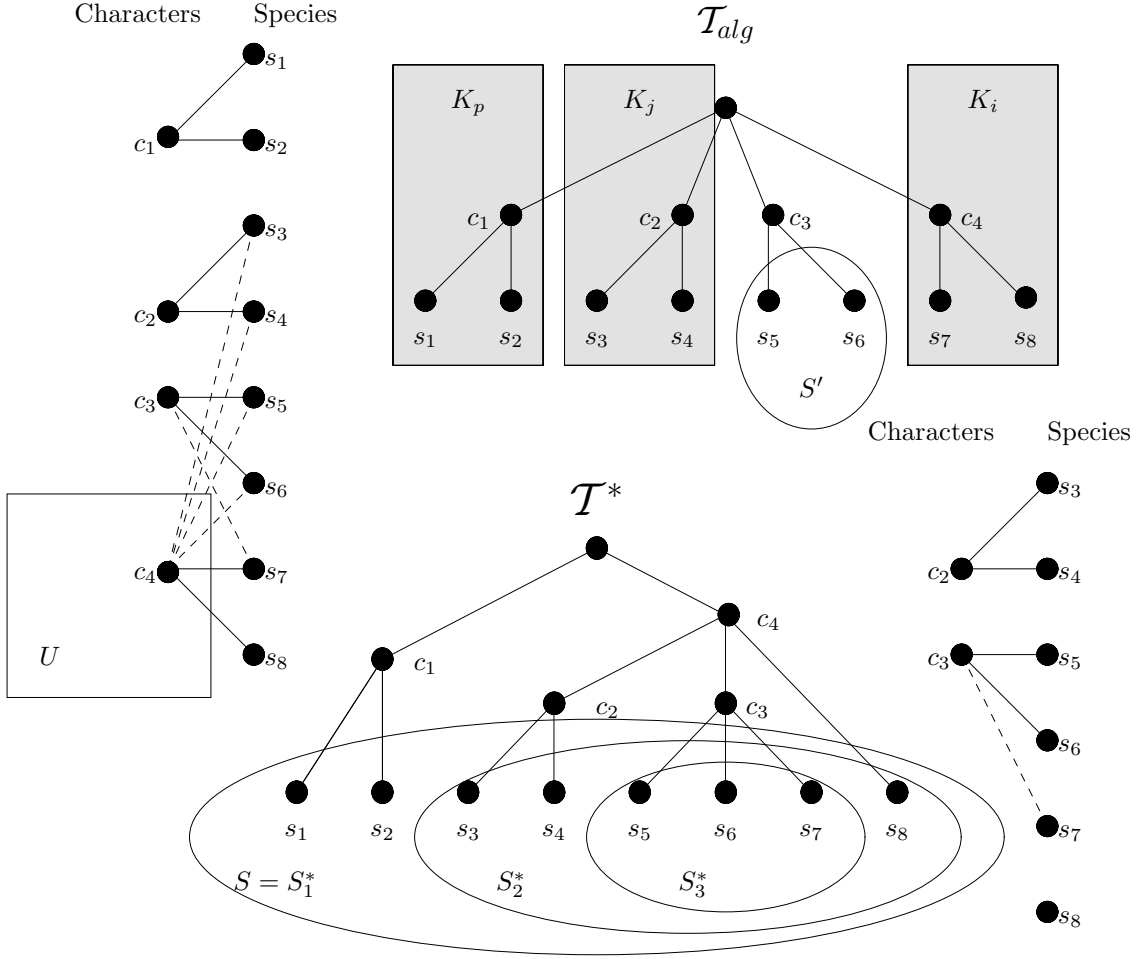 Characters Species
s_1
c_1
s_2
s_3
c_2
s_4
c_3
s_5
s_6
c_4
s_7
U
s_8
𝒯_{alg}
K_p K_j K_i
c_1 c_2 c_3 c_4
s_1 s_2 s_3 s_4 s_5 s_6 s_7 s_8
S′
𝒯^*
c_4
c_1
c_2 c_3
s_1 s_2 s_3 s_4 s_5 s_6 s_7 s_8
S = S_1^* S_2^* S_3^*
Characters Species
s_3
c_2 s_4
c_3 s_5
s_6
s_7
s_8